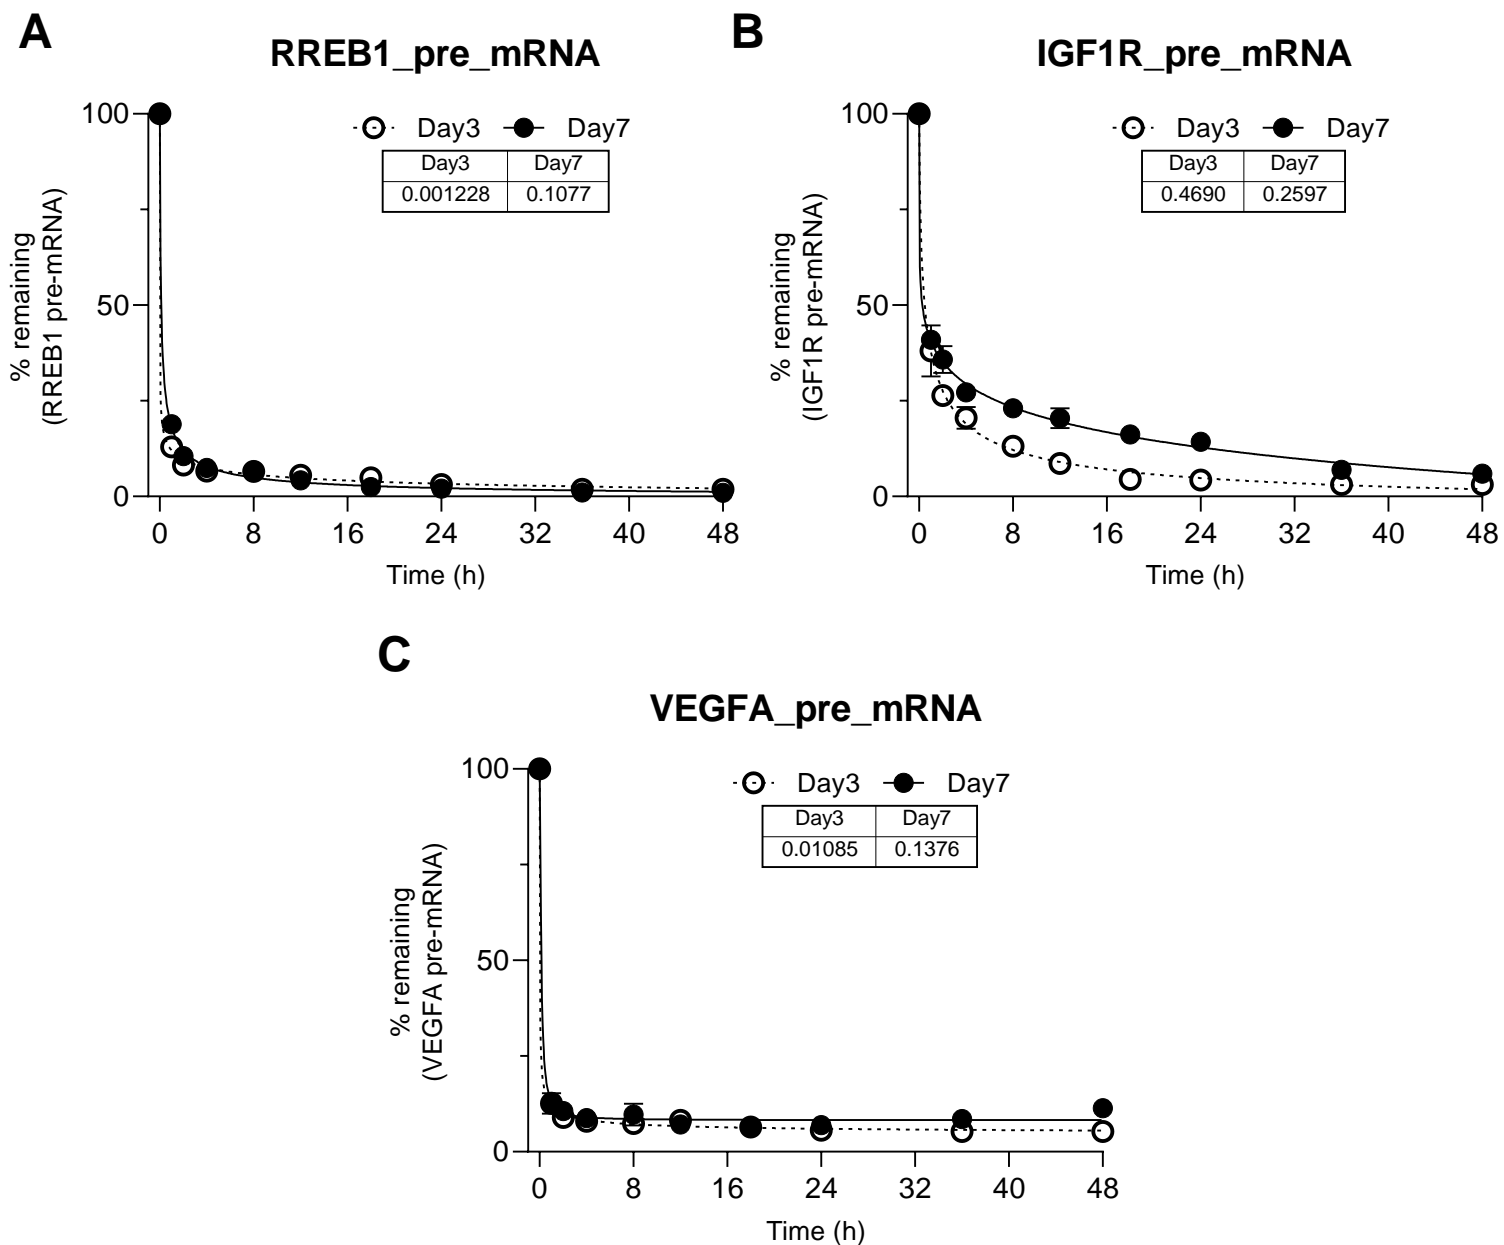 A
RREB1_pre_mRNA
100
50
0
% remaining
(RREB1 pre-mRNA)
Day3 Day7
Day3 Day7
0.001228 0.1077
0 8 16 24 32 40 48
Time (h)
B
IGF1R_pre_mRNA
100
50
0
% remaining
(IGF1R pre-mRNA)
Day3 Day7
Day3 Day7
0.4690 0.2597
0 8 16 24 32 40 48
Time (h)
C
VEGFA_pre_mRNA
100
50
0
% remaining
(VEGFA pre-mRNA)
Day3 Day7
Day3 Day7
0.01085 0.1376
0 8 16 24 32 40 48
Time (h)